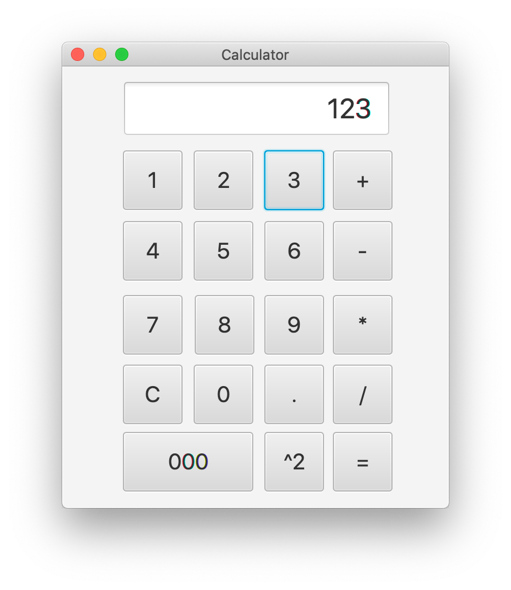 Calculator
123
1 2 3 +
4 5 6 -
7 8 9 *
C 0 . /
000 ^2 =